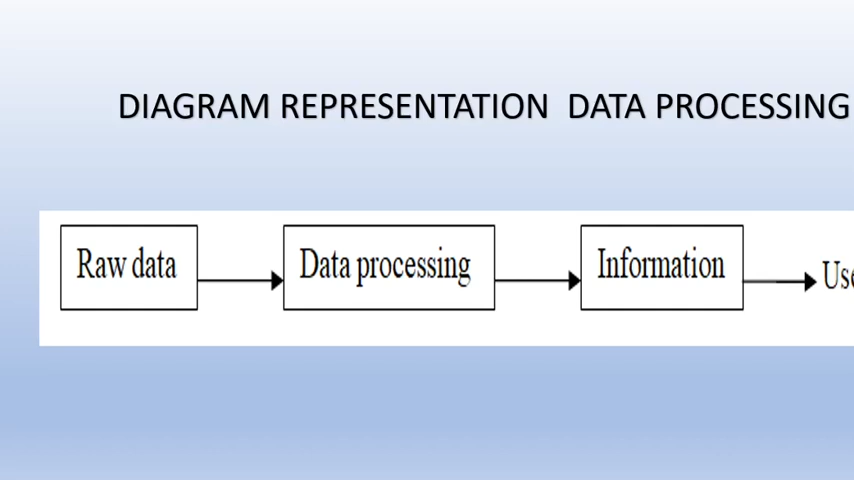 DIAGRAM REPRESENTATION DATA PROCESSING
Raw data
Data processing
Information